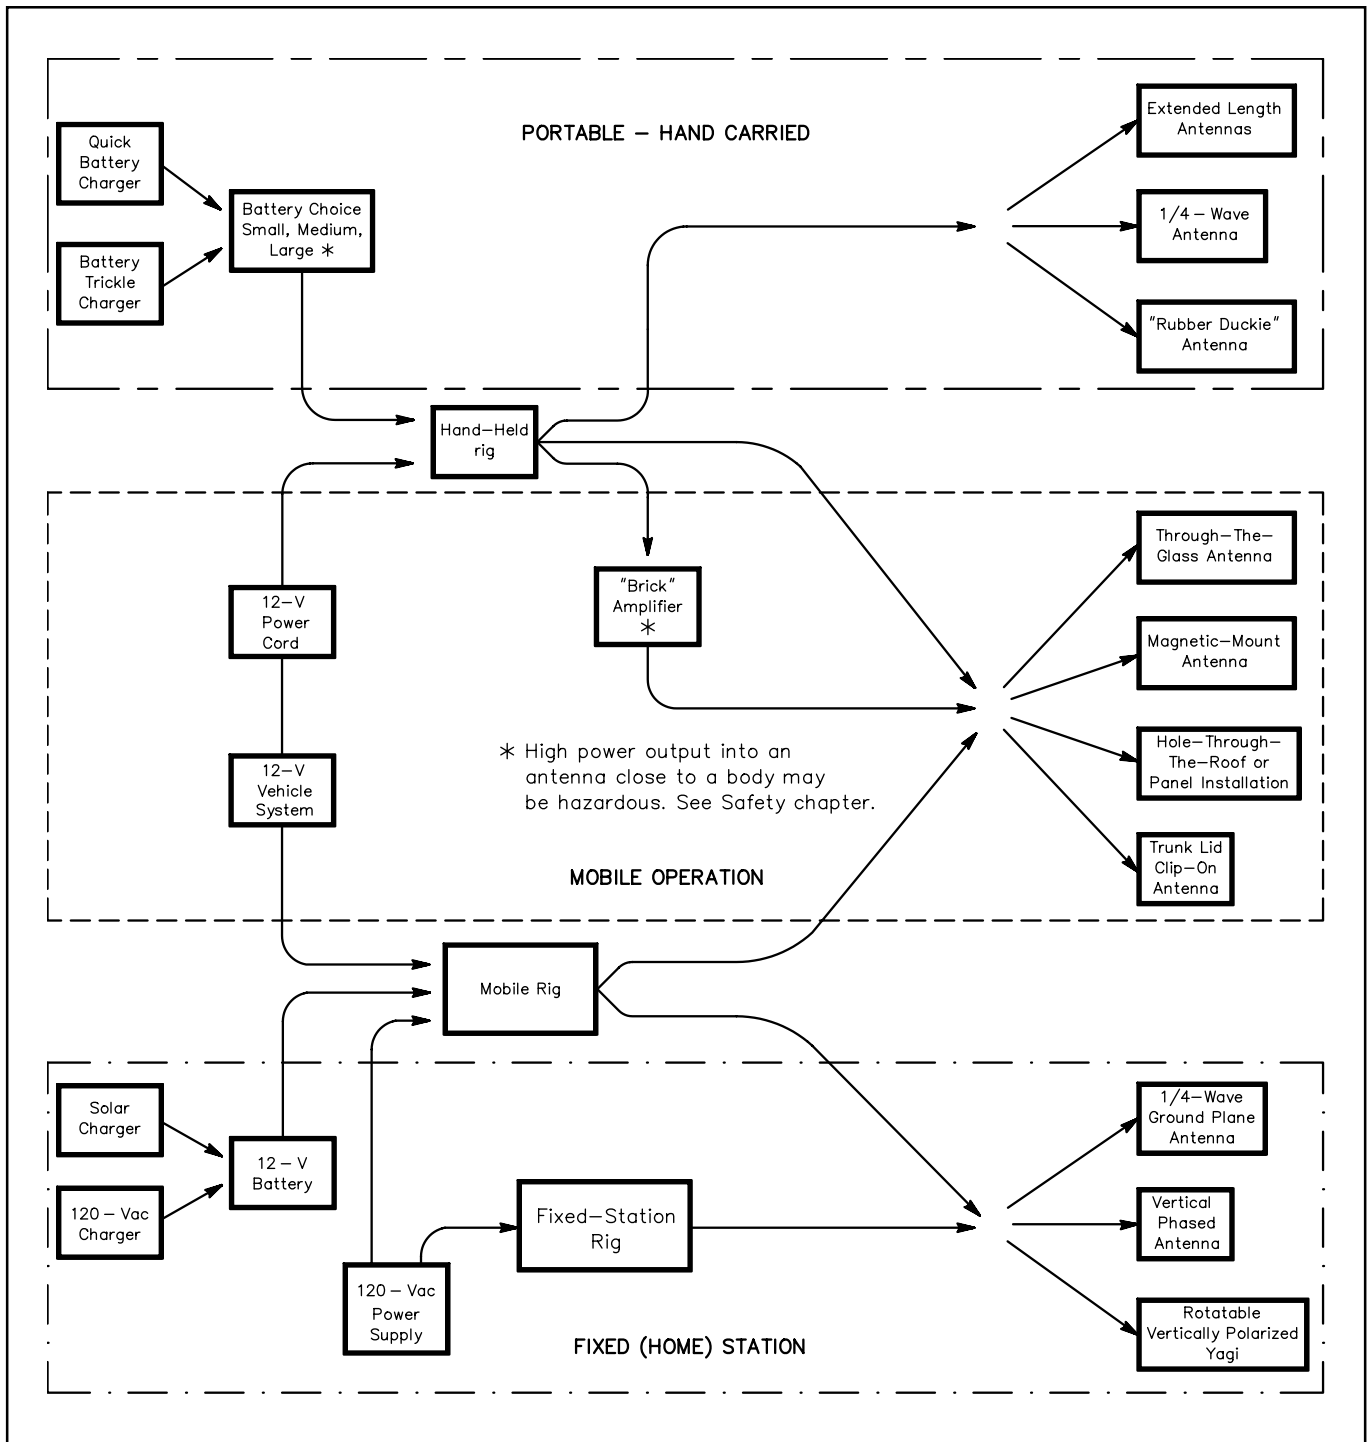 PORTABLE – HAND CARRIED
Quick
Battery
Charger
Battery
Trickle
Charger
Battery Choice
Small, Medium,
Large *
Extended Length
Antennas
1/4 – Wave
Antenna
"Rubber Duckie"
Antenna
Hand–Held
rig
12–V
Power
Cord
12–V
Vehicle
System
"Brick"
Amplifier
*
* High power output into an
antenna close to a body may
be hazardous. See Safety chapter.
MOBILE OPERATION
Through–The–
Glass Antenna
Magnetic–Mount
Antenna
Hole–Through–
The–Roof or
Panel Installation
Trunk Lid
Clip–On
Antenna
Mobile Rig
Solar
Charger
120 – Vac
Charger
12 – V
Battery
120 – Vac
Power
Supply
Fixed–Station
Rig
FIXED (HOME) STATION
1/4–Wave
Ground Plane
Antenna
Vertical
Phased
Antenna
Rotatable
Vertically Polarized
Yagi